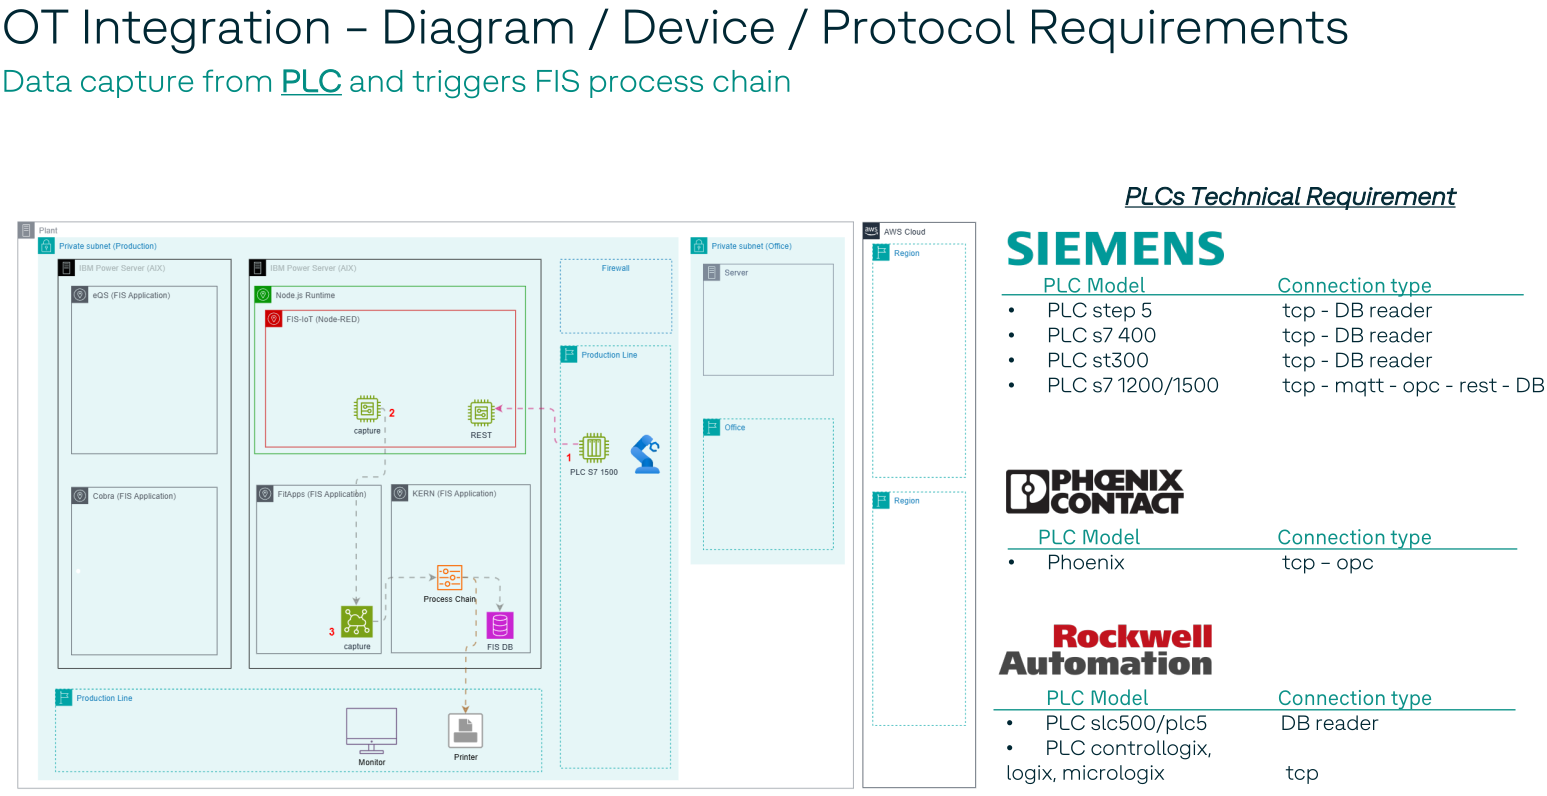 OT Integration – Diagram / Device / Protocol Requirements
Data capture from PLC and triggers FIS process chain
Plant
Private subnet (Production)
IBM Power Server (AIX)
eQS (FIS Application)
Cobra (FIS Application)
IBM Power Server (AIX)
Node.js Runtime
FIS-IoT (Node-RED)
capture
2
REST
FitApps (FIS Application)
KERN (FIS Application)
Process Chain
3
capture
FIS DB
Firewall
Production Line
1
PLC S7 1500
Production Line
Monitor
Printer
Private subnet (Office)
Server
Office
aws
AWS Cloud
Region
Region
PLCs Technical Requirement
SIEMENS
PLC Model Connection type
• PLC step 5 tcp - DB reader
• PLC s7 400 tcp - DB reader
• PLC st300 tcp - DB reader
• PLC s7 1200/1500 tcp - mqtt - opc - rest - DB
PHŒNIX
CONTACT
PLC Model Connection type
• Phoenix tcp – opc
Rockwell
Automation
PLC Model Connection type
• PLC slc500/plc5 DB reader
• PLC controllogix,
logix, micrologix tcp